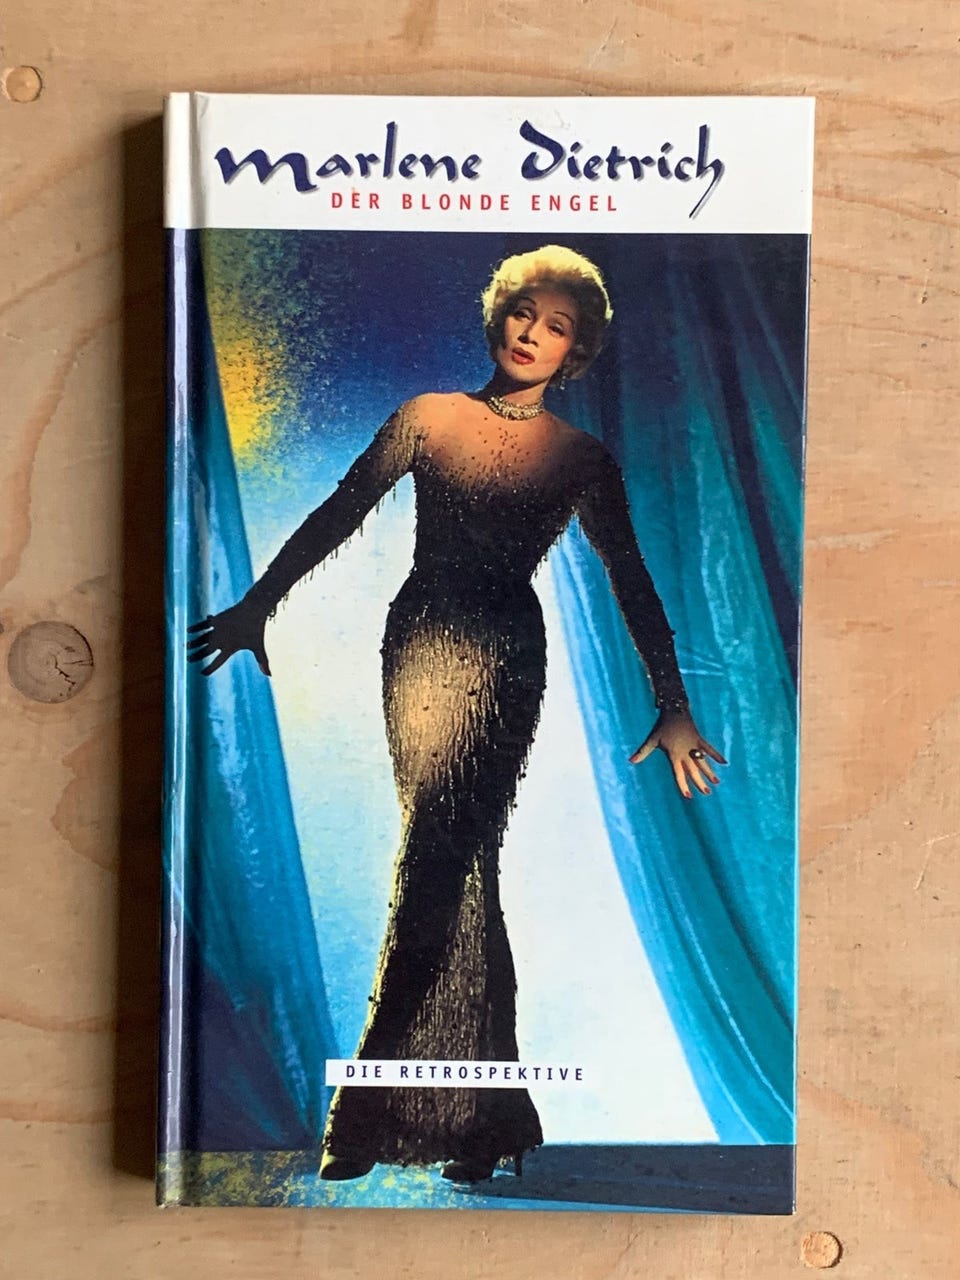 Marlene Dietrich
DER BLONDE ENGEL
DIE RETROSPEKTIVE